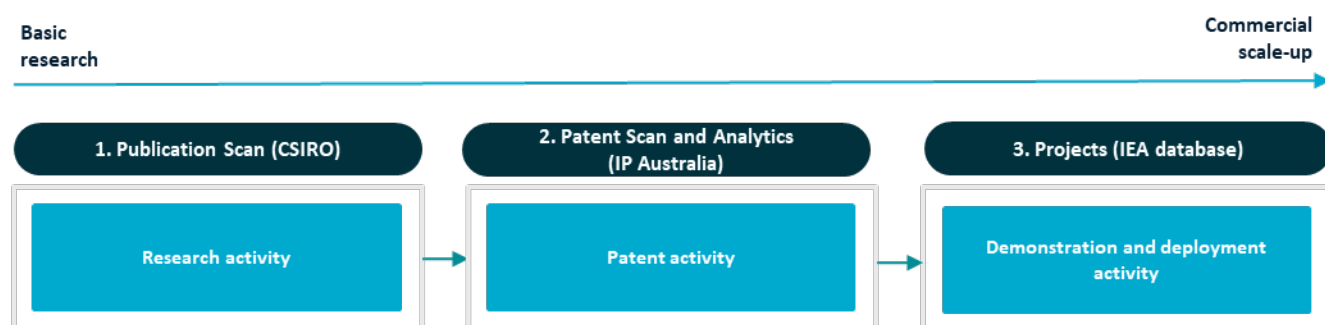 Basic
research
Commercial
scale-up
1. Publication Scan (CSIRO)
2. Patent Scan and Analytics
(IP Australia)
3. Projects (IEA database)
Research activity
Patent activity
Demonstration and deployment
activity